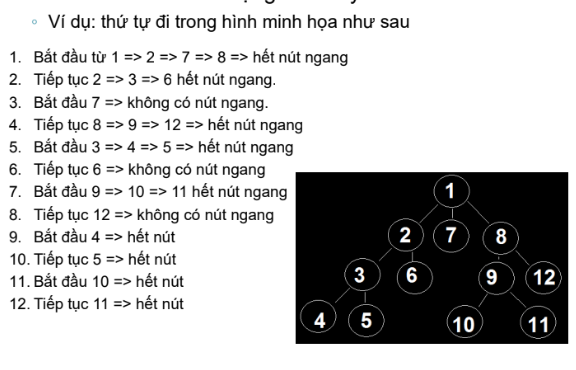 ◦ Ví dụ: thứ tự đi trong hình minh họa như sau
1. Bắt đầu từ 1 => 2 => 7 => 8 => hết nút ngang
2. Tiếp tục 2 => 3 => 6 hết nút ngang.
3. Bắt đầu 7 => không có nút ngang.
4. Tiếp tục 8 => 9 => 12 => hết nút ngang
5. Bắt đầu 3 => 4 => 5 => hết nút ngang
6. Tiếp tục 6 => không có nút ngang
7. Bắt đầu 9 => 10 => 11 hết nút ngang
8. Tiếp tục 12 => không có nút ngang
9. Bắt đầu 4 => hết nút
10. Tiếp tục 5 => hết nút
11. Bắt đầu 10 => hết nút
12. Tiếp tục 11 => hết nút
1
2 7 8
3 6 9 12
4 5 10 11